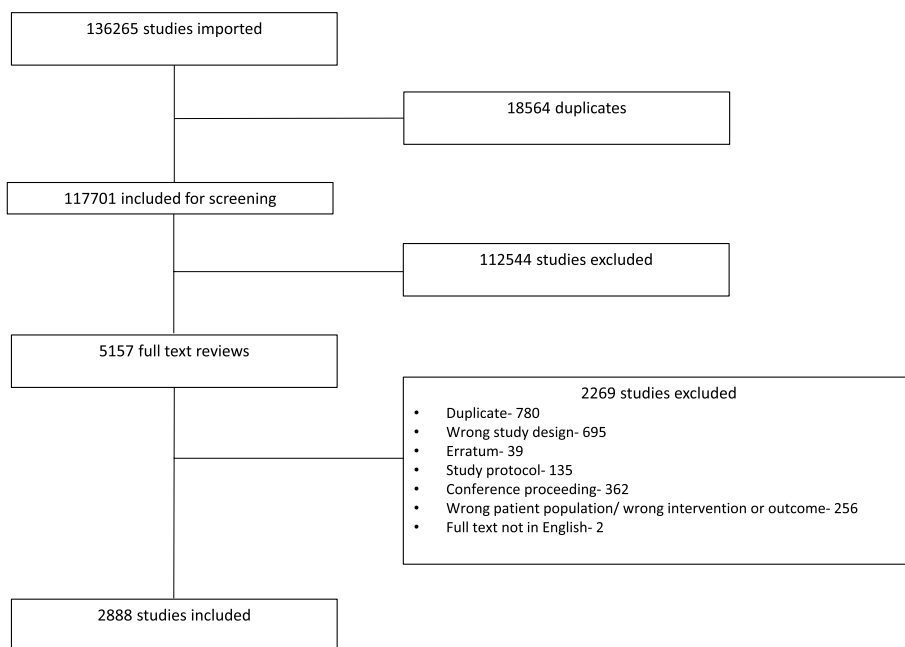 136265 studies imported
18564 duplicates
117701 included for screening
112544 studies excluded
5157 full text reviews
2269 studies excluded
• Duplicate- 780
• Wrong study design- 695
• Erratum- 39
• Study protocol- 135
• Conference proceeding- 362
• Wrong patient population/ wrong intervention or outcome- 256
• Full text not in English- 2
2888 studies included